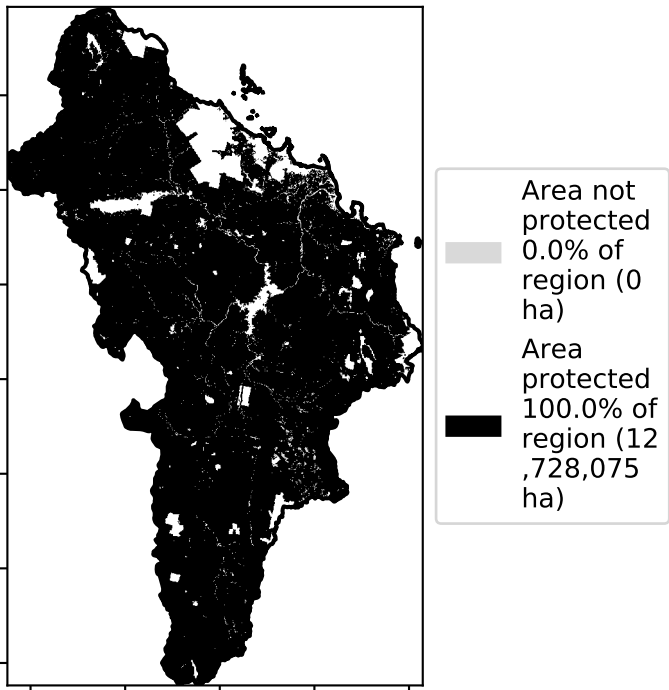 Area not
protected
0.0% of
region (0
ha)
Area
protected
100.0% of
region (12
,728,075
ha)